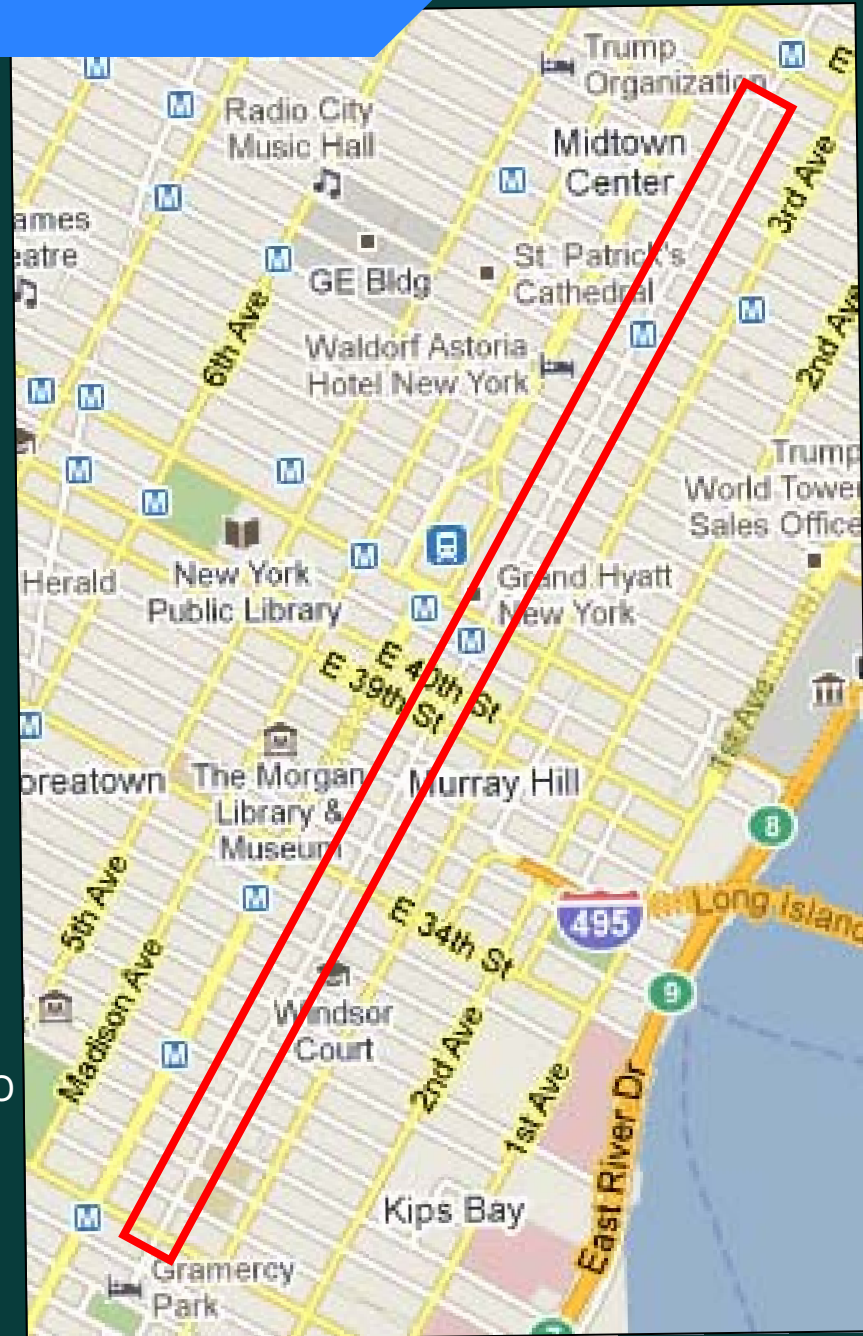 Trump
Organization
E
M
M
Radio City
Music Hall
Midtown
Center
M
M
3rd Ave
ames
eatre
St. Patrick's
Cathedral
M
GE Bldg
6th Ave
M
M
2nd Ave
Waldorf Astoria
Hotel New York
M
M
Trump
World Tower
Sales Office
M
M
M
M
Herald
New York
Public Library
Grand Hyatt
New York
M
M
E 40th St
E 39th St
1st Ave
M
M
oreatown
The Morgan
Library &
Museum
Murray Hill
8
5th Ave
M
E 34th St
495
Long Island
9
M
Windsor
Court
Madison Ave
M
2nd Ave
1st Ave
o
East River Dr
Kips Bay
M
Gramercy
Park